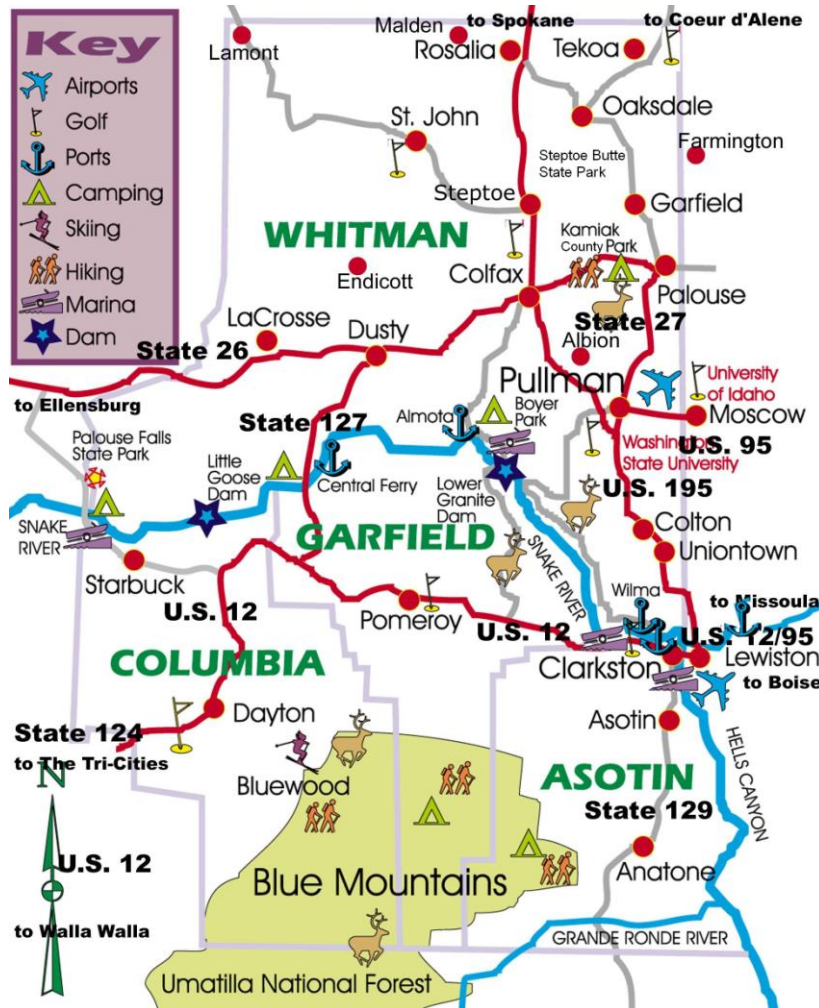 Key
Airports
Golf
Ports
Camping
Skiing
Hiking
Marina
Dam
Malden
to Spokane
to Coeur d'Alene
Lamont
Rosalia
Tekoa
Oaksdale
St. John
Farmington
Steptoe Butte
State Park
Steptoe
Garfield
WHITMAN
Kamiak
County Park
Endicott
Colfax
Palouse
LaCrosse
State 27
State 26
Dusty
Albion
Pullman
University
of Idaho
to Ellensburg
Moscow
State 127
Almota
Boyer
Park
U.S. 95
Palouse Falls
State Park
Washington
State University
Little
Goose
Dam
Central Ferry
Lower
Granite
Dam
U.S. 195
SNAKE
RIVER
GARFIELD
Colton
Uniontown
SNAKE RIVER
Starbuck
Wilma
to Missoula
U.S. 12
Pomeroy
U.S. 12
U.S. 12/95
COLUMBIA
Clarkston
Lewiston
to Boise
Dayton
Asotin
State 124
to The Tri-Cities
N
Bluewood
ASOTIN
HELLS CANYON
State 129
U.S. 12
Blue Mountains
Anatone
to Walla Walla
GRANDE RONDE RIVER
Umatilla National Forest